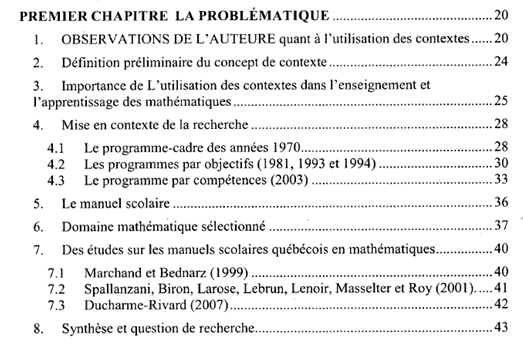 PREMIER CHAPITRE LA PROBLÉMATIQUE ........................................ 20
1. OBSERVATIONS DE L'AUTEURE quant à l'utilisation des contextes ...... 20
2. Définition préliminaire du concept de contexte ........................................ 24
3. Importance de L'utilisation des contextes dans l'enseignement et
l'apprentissage des mathématiques ........................................ 25
4. Mise en contexte de la recherche ........................................ 28
4.1 Le programme-cadre des années 1970 ........................................ 28
4.2 Les programmes par objectifs (1981, 1993 et 1994) ........................ 30
4.3 Le programme par compétences (2003) ........................................ 33
5. Le manuel scolaire ........................................ 36
6. Domaine mathématique sélectionné ........................................ 37
7. Des études sur les manuels scolaires québécois en mathématiques ............ 40
7.1 Marchand et Bednarz (1999) ........................................ 40
7.2 Spallanzani, Biron, Larose, Lebrun, Lenoir, Masselter et Roy (2001) ..... 41
7.3 Ducharme-Rivard (2007) ........................................ 42
8. Synthèse et question de recherche ........................................ 43